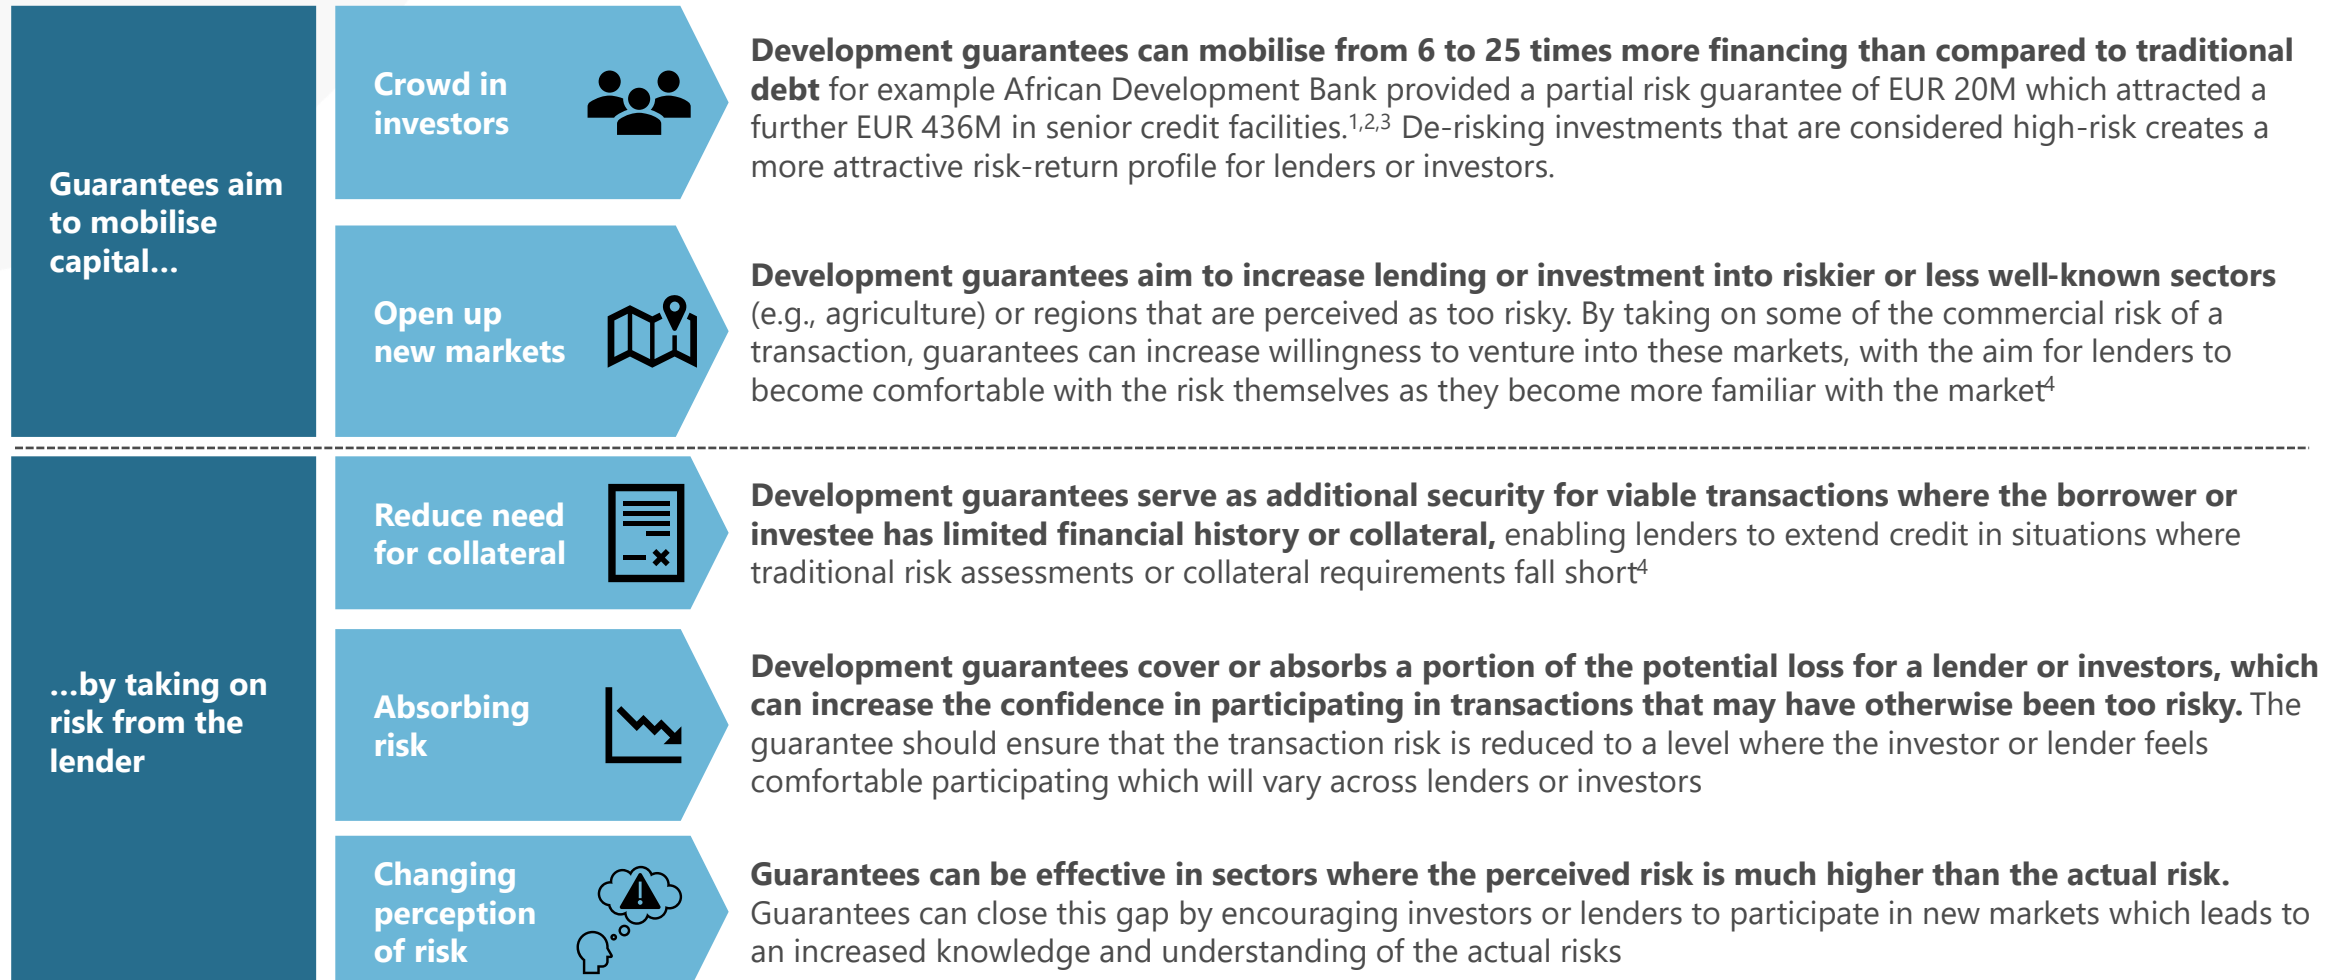 Guarantees aim
to mobilise
capital...
Crowd in
investors
Development guarantees can mobilise from 6 to 25 times more financing than compared to traditional
debt for example African Development Bank provided a partial risk guarantee of EUR 20M which attracted a
further EUR 436M in senior credit facilities.1,2,3 De-risking investments that are considered high-risk creates a
more attractive risk-return profile for lenders or investors.
Open up
new markets
Development guarantees aim to increase lending or investment into riskier or less well-known sectors
(e.g., agriculture) or regions that are perceived as too risky. By taking on some of the commercial risk of a
transaction, guarantees can increase willingness to venture into these markets, with the aim for lenders to
become comfortable with the risk themselves as they become more familiar with the market4
...by taking on
risk from the
lender
Reduce need
for collateral
Development guarantees serve as additional security for viable transactions where the borrower or
investee has limited financial history or collateral, enabling lenders to extend credit in situations where
traditional risk assessments or collateral requirements fall short4
Absorbing
risk
Development guarantees cover or absorbs a portion of the potential loss for a lender or investors, which
can increase the confidence in participating in transactions that may have otherwise been too risky. The
guarantee should ensure that the transaction risk is reduced to a level where the investor or lender feels
comfortable participating which will vary across lenders or investors
Changing
perception
of risk
Guarantees can be effective in sectors where the perceived risk is much higher than the actual risk.
Guarantees can close this gap by encouraging investors or lenders to participate in new markets which leads to
an increased knowledge and understanding of the actual risks